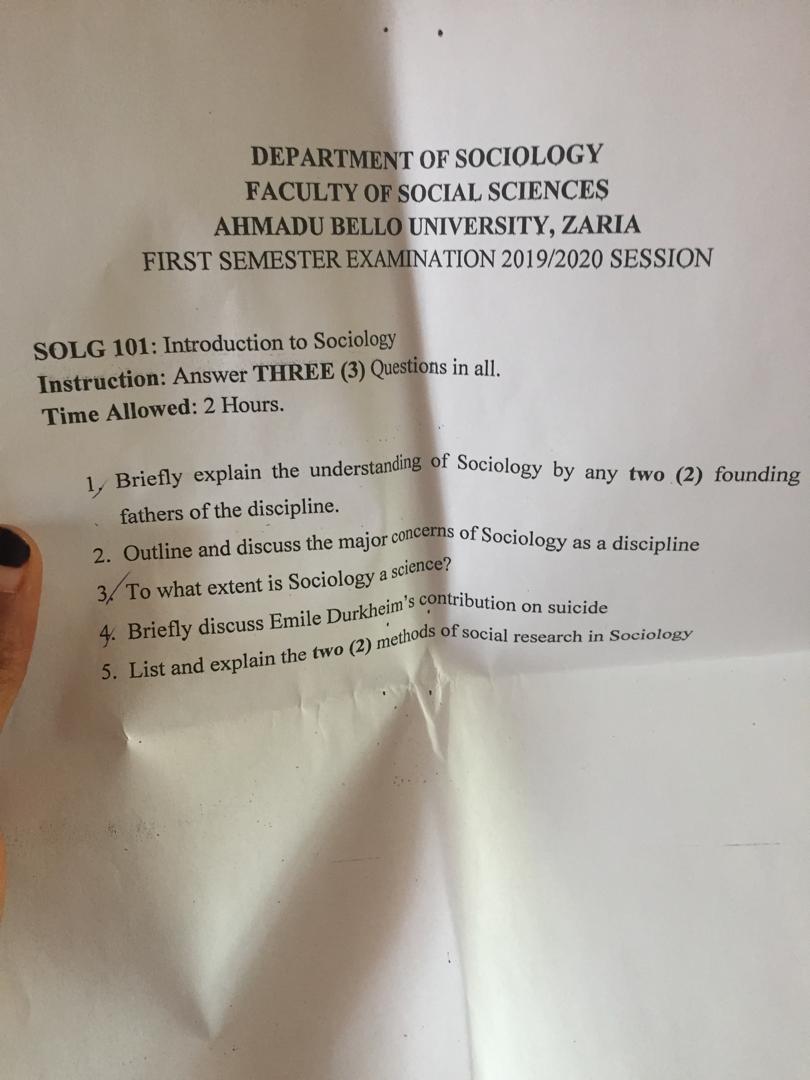 DEPARTMENT OF SOCIOLOGY
FACULTY OF SOCIAL SCIENCES
AHMADU BELLO UNIVERSITY, ZARIA
FIRST SEMESTER EXAMINATION 2019/2020 SESSION
SOLG 101: Introduction to Sociology
Instruction: Answer THREE (3) Questions in all.
Time Allowed: 2 Hours.
1, Briefly explain the understanding of Sociology by any two (2) founding
fathers of the discipline.
2. Outline and discuss the major concerns of Sociology as a discipline
3. To what extent is Sociology a science?
4. Briefly discuss Emile Durkheim's contribution on suicide
5. List and explain the two (2) methods of social research in Sociology